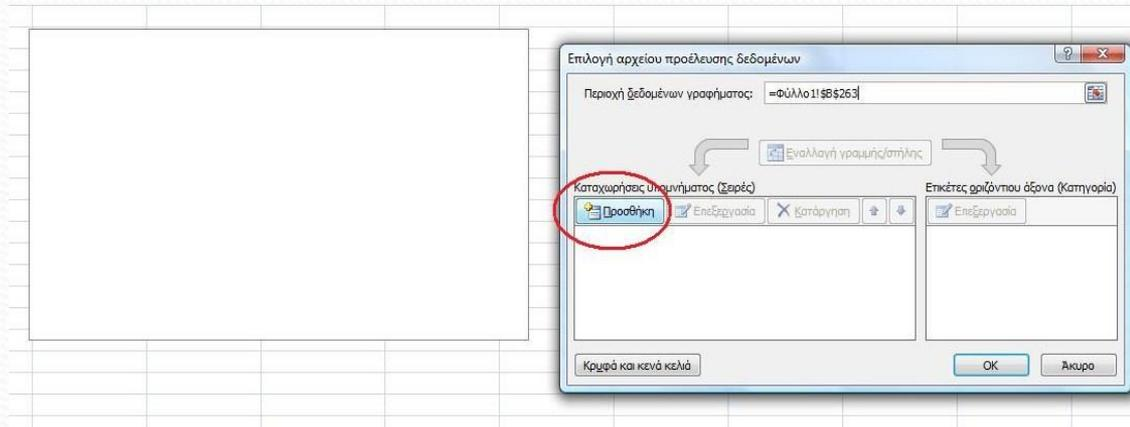 Επιλογή αρχείου προέλευσης δεδομένων
Περιοχή δεδομένων γραφήματος: =Φύλλο1!$B$263
Εναλλαγή γραμμής/στήλης
Καταχωρήσεις υπομνήματος (Σειρές)
Ετικέτες οριζόντιου άξονα (Κατηγορία)
Προσθήκη Επεξεργασία Κατάργηση
Επεξεργασία
Κρυφά και κενά κελιά
OK Άκυρο